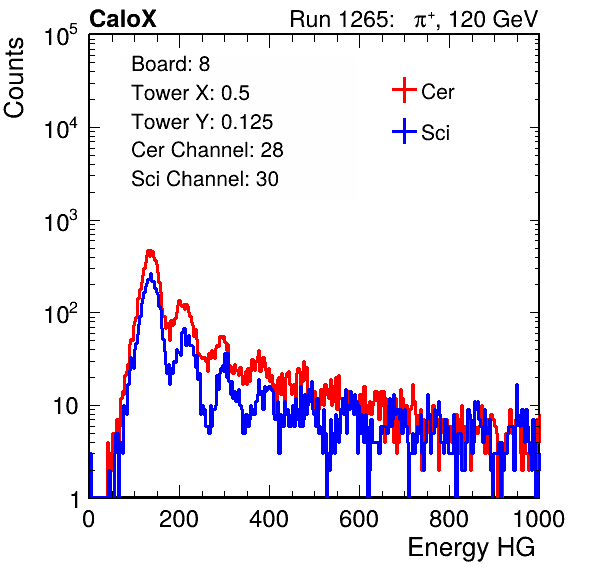 CaloX Run 1265: π⁺, 120 GeV
Counts
10⁵
10⁴
10³
10²
10
1
Board: 8
Tower X: 0.5
Tower Y: 0.125
Cer Channel: 28
Sci Channel: 30
Cer
Sci
0 200 400 600 800 1000
Energy HG